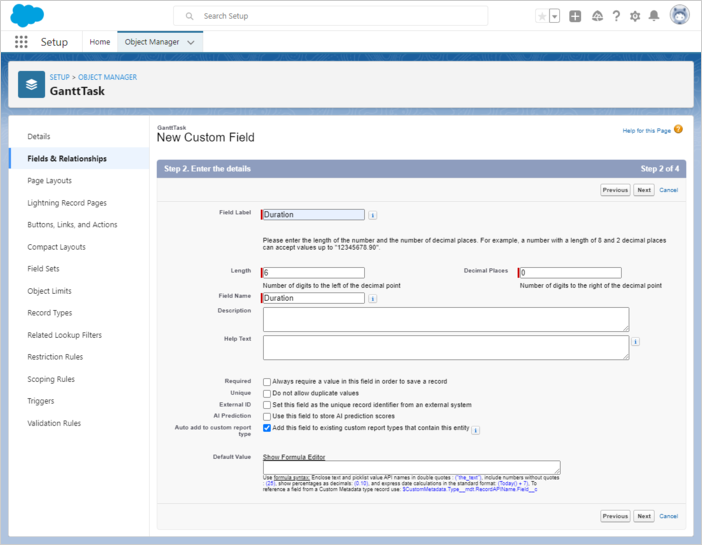 Search Setup
Setup
Home
Object Manager
SETUP > OBJECT MANAGER
GanttTask
Details
Fields & Relationships
Page Layouts
Lightning Record Pages
Buttons, Links, and Actions
Compact Layouts
Field Sets
Object Limits
Record Types
Related Lookup Filters
Restriction Rules
Scoping Rules
Triggers
Validation Rules
GanttTask
New Custom Field
Help for this Page ?
Step 2. Enter the details
Step 2 of 4
Previous Next Cancel
Field Label Duration i
Please enter the length of the number and the number of decimal places. For example, a number with a length of 8 and 2 decimal places
can accept values up to "12345678.90".
Length 6 Decimal Places 0
Number of digits to the left of the decimal point Number of digits to the right of the decimal point
Field Name Duration i
Description
Help Text i
Required Always require a value in this field in order to save a record
Unique Do not allow duplicate values
External ID Set this field as the unique record identifier from an external system
AI Prediction Use this field to store AI prediction scores
Auto add to custom report Add this field to existing custom report types that contain this entity i
type
Default Value Show Formula Editor
Use formula syntax: Enclose text and picklist value API names in double quotes : ("the_text"), include numbers without quotes
: (25), show percentages as decimals: (0.10), and express date calculations in the standard format: (Today() + 7), To
reference a field from a Custom Metadata type record use: $CustomMetadata.Type__mdt.RecordAPIName.Field__c
Previous Next Cancel